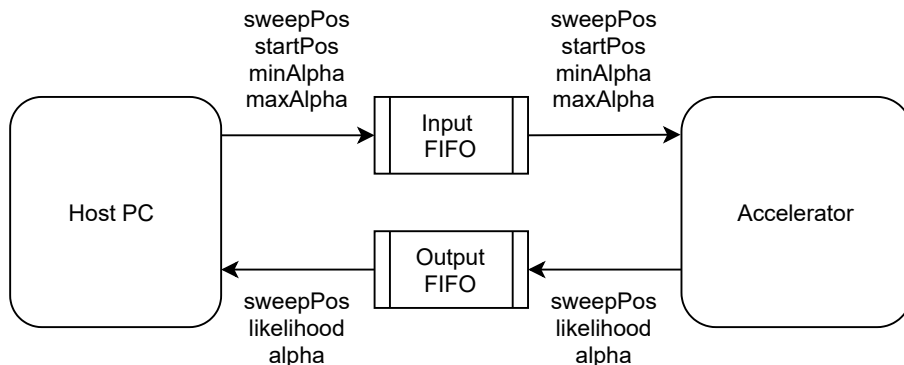 sweepPos
startPos
minAlpha
maxAlpha
sweepPos
startPos
minAlpha
maxAlpha
Host PC
Input
FIFO
Accelerator
Output
FIFO
sweepPos
likelihood
alpha
sweepPos
likelihood
alpha